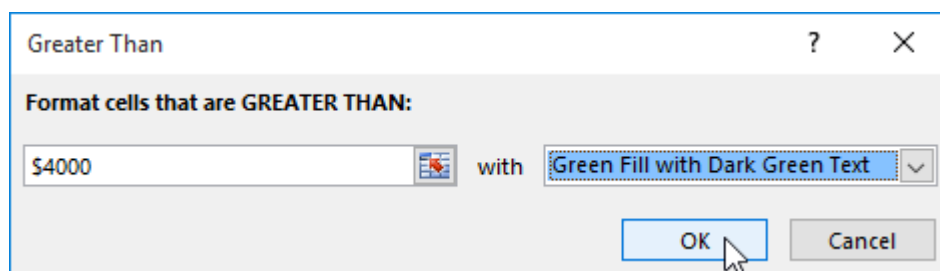 Greater Than ?
Format cells that are GREATER THAN:
$4000 with Green Fill with Dark Green Text
OK Cancel